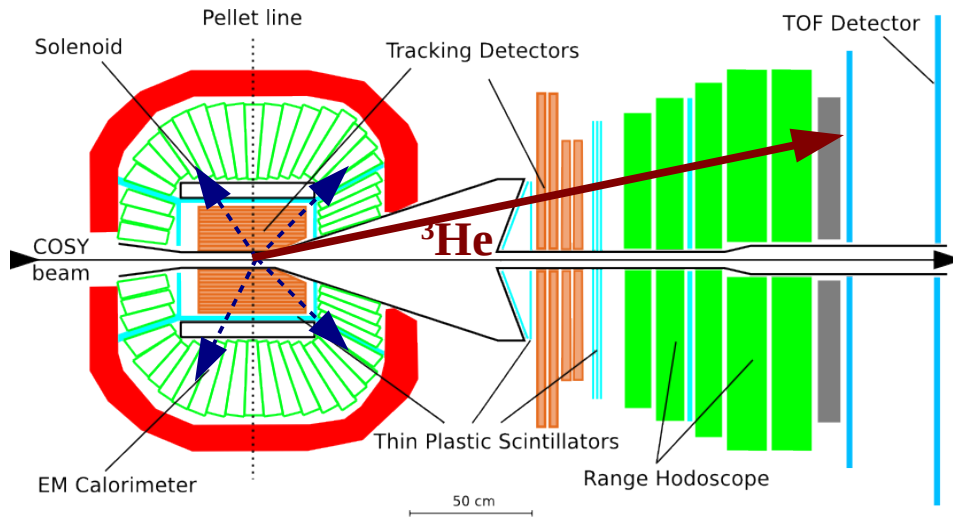 Pellet line
TOF Detector
Solenoid
Tracking Detectors
³He
COSY
beam
Thin Plastic Scintillators
Range Hodoscope
EM Calorimeter
50 cm